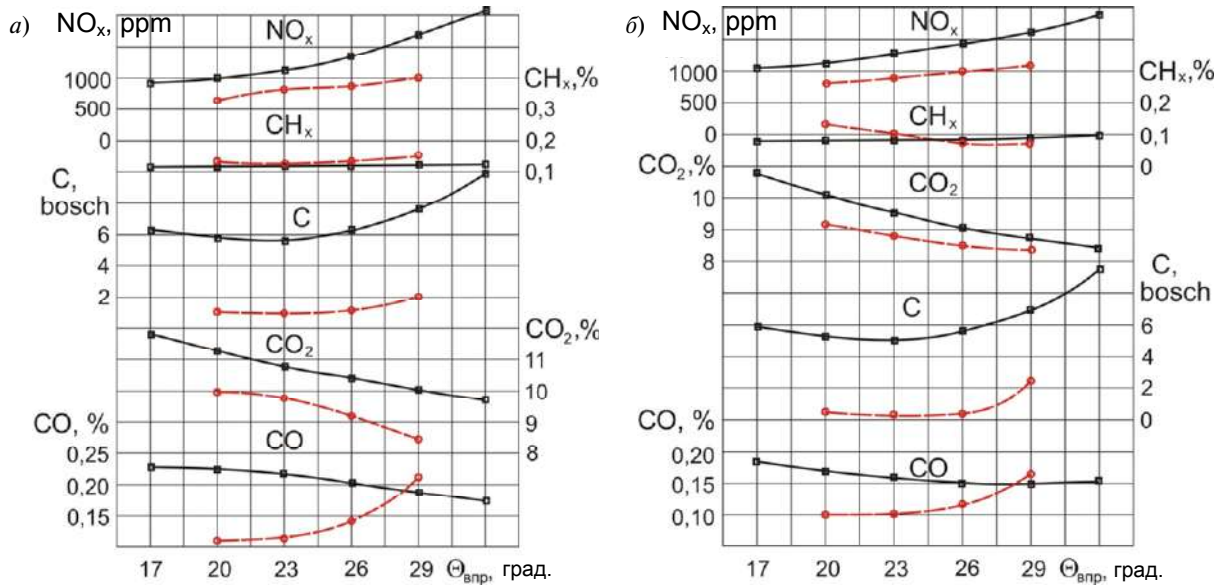 а) NOx, ppm
NOx
1000
500
0
CHx,%
0,3
0,2
0,1
CHx
C,
bosch
6
4
2
C
CO2,%
11
10
9
8
CO2
CO, %
0,25
0,20
0,15
CO
17 20 23 26 29 Θвпр, град.
б) NOx, ppm
NOx
1000
500
0
CHx,%
0,2
0,1
0
CHx
CO2,%
10
9
8
CO2
C,
bosch
6
4
2
0
C
CO, %
0,20
0,15
0,10
CO
17 20 23 26 29 Θвпр, град.